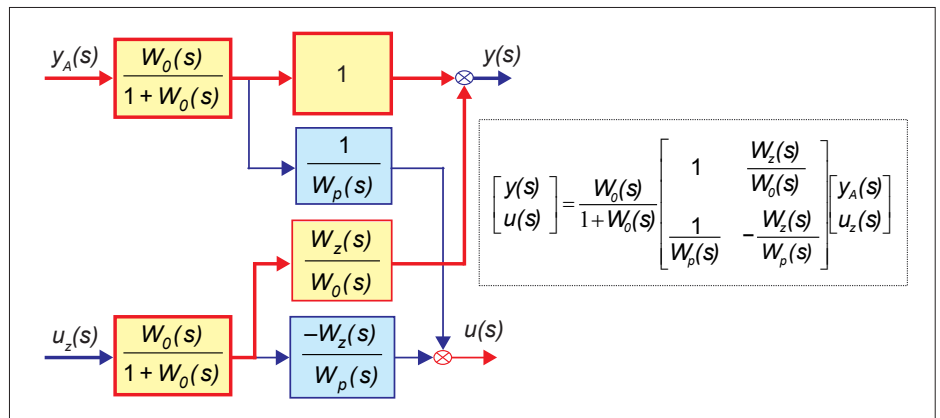 y_A(s)
W_0(s)
1 + W_0(s)
1
y(s)
1
W_p(s)
W_z(s)
W_0(s)
u_z(s)
W_0(s)
1 + W_0(s)
−W_z(s)
W_p(s)
u(s)
[y(s) u(s)] = W_0(s) / (1 + W_0(s)) [1 W_z(s)/W_0(s) 1/W_p(s) -W_z(s)/W_p(s)] [y_A(s) u_z(s)]